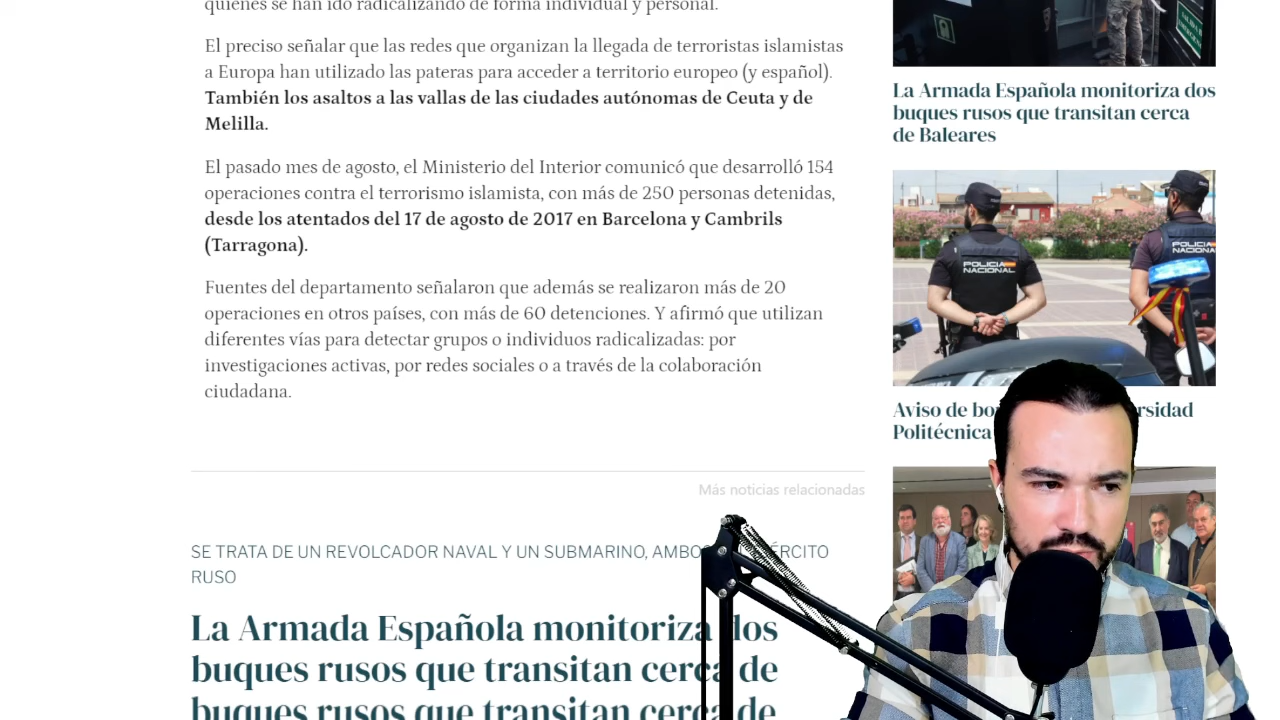 quienes se han ido radicalizando de forma individual y personal.
El preciso señalar que las redes que organizan la llegada de terroristas islamistas
a Europa han utilizado las pateras para acceder a territorio europeo (y español).
También los asaltos a las vallas de las ciudades autónomas de Ceuta y de
Melilla.
El pasado mes de agosto, el Ministerio del Interior comunicó que desarrolló 154
operaciones contra el terrorismo islamista, con más de 250 personas detenidas,
desde los atentados del 17 de agosto de 2017 en Barcelona y Cambrils
(Tarragona).
Fuentes del departamento señalaron que además se realizaron más de 20
operaciones en otros países, con más de 60 detenciones. Y afirmó que utilizan
diferentes vías para detectar grupos o individuos radicalizados: por
investigaciones activas, por redes sociales o a través de la colaboración
ciudadana.
Más noticias relacionadas
SE TRATA DE UN REVOLCADOR NAVAL Y UN SUBMARINO,
RUSO
La Armada Española monitoriza dos
buques rusos que transitan cerca de
buques rusos que transitan cerca de
La Armada Española monitoriza dos
buques rusos que transitan cerca
de Baleares
POLICIA
NACIONAL
POLICIA
NACIONAL
Aviso de
Politécnica